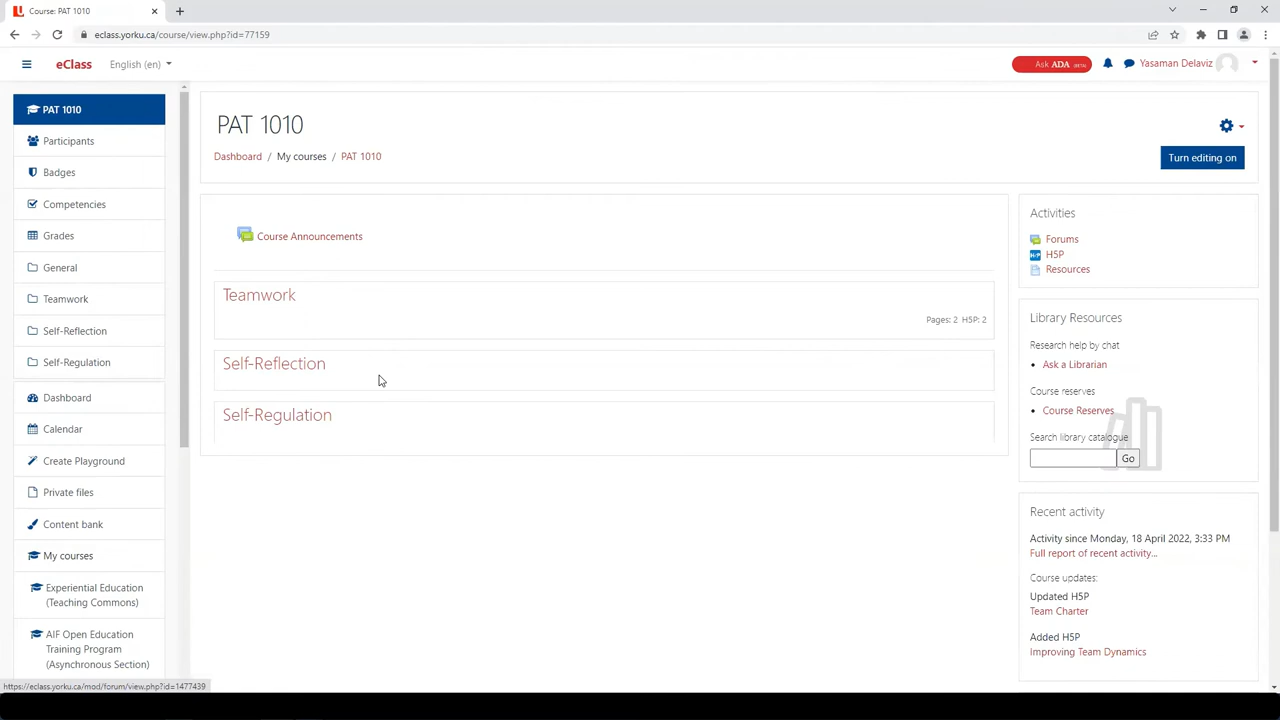 Course: PAT 1010
eclass.yorku.ca/course/view.php?id=77159
eClass
English (en)
Ask ADA BETA
Yasaman Delaviz
PAT 1010
Participants
Badges
Competencies
Grades
General
Teamwork
Self-Reflection
Self-Regulation
Dashboard
Calendar
Create Playground
Private files
Content bank
My courses
Experiential Education
(Teaching Commons)
AIF Open Education
Training Program
(Asynchronous Section)
https://eclass.yorku.ca/mod/forum/view.php?id=1477439
PAT 1010
Dashboard / My courses / PAT 1010
Turn editing on
Course Announcements
Teamwork
Pages: 2 H5P: 2
Self-Reflection
Self-Regulation
Activities
Forums
H5P
H5P
Resources
Library Resources
Research help by chat
Ask a Librarian
Course reserves
Course Reserves
Search library catalogue
Go
Recent activity
Activity since Monday, 18 April 2022, 3:33 PM
Full report of recent activity...
Course updates:
Updated H5P
Team Charter
Added H5P
Improving Team Dynamics